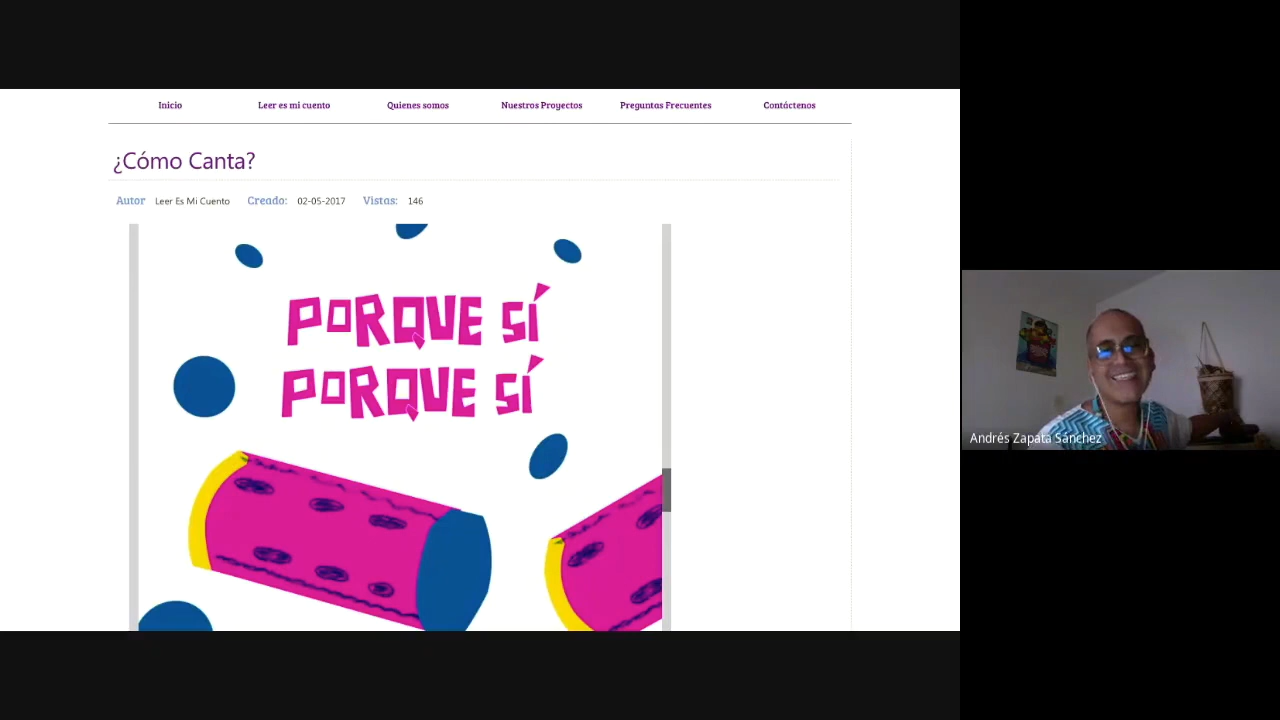 Inicio Leer es mi cuento Quienes somos Nuestros Proyectos Preguntas Frecuentes Contáctenos
¿Cómo Canta?
Autor Leer Es Mi Cuento Creado: 02-05-2017 Vistas: 146
PORQUE SÍ
PORQUE SÍ
Andrés Zapata Sánchez